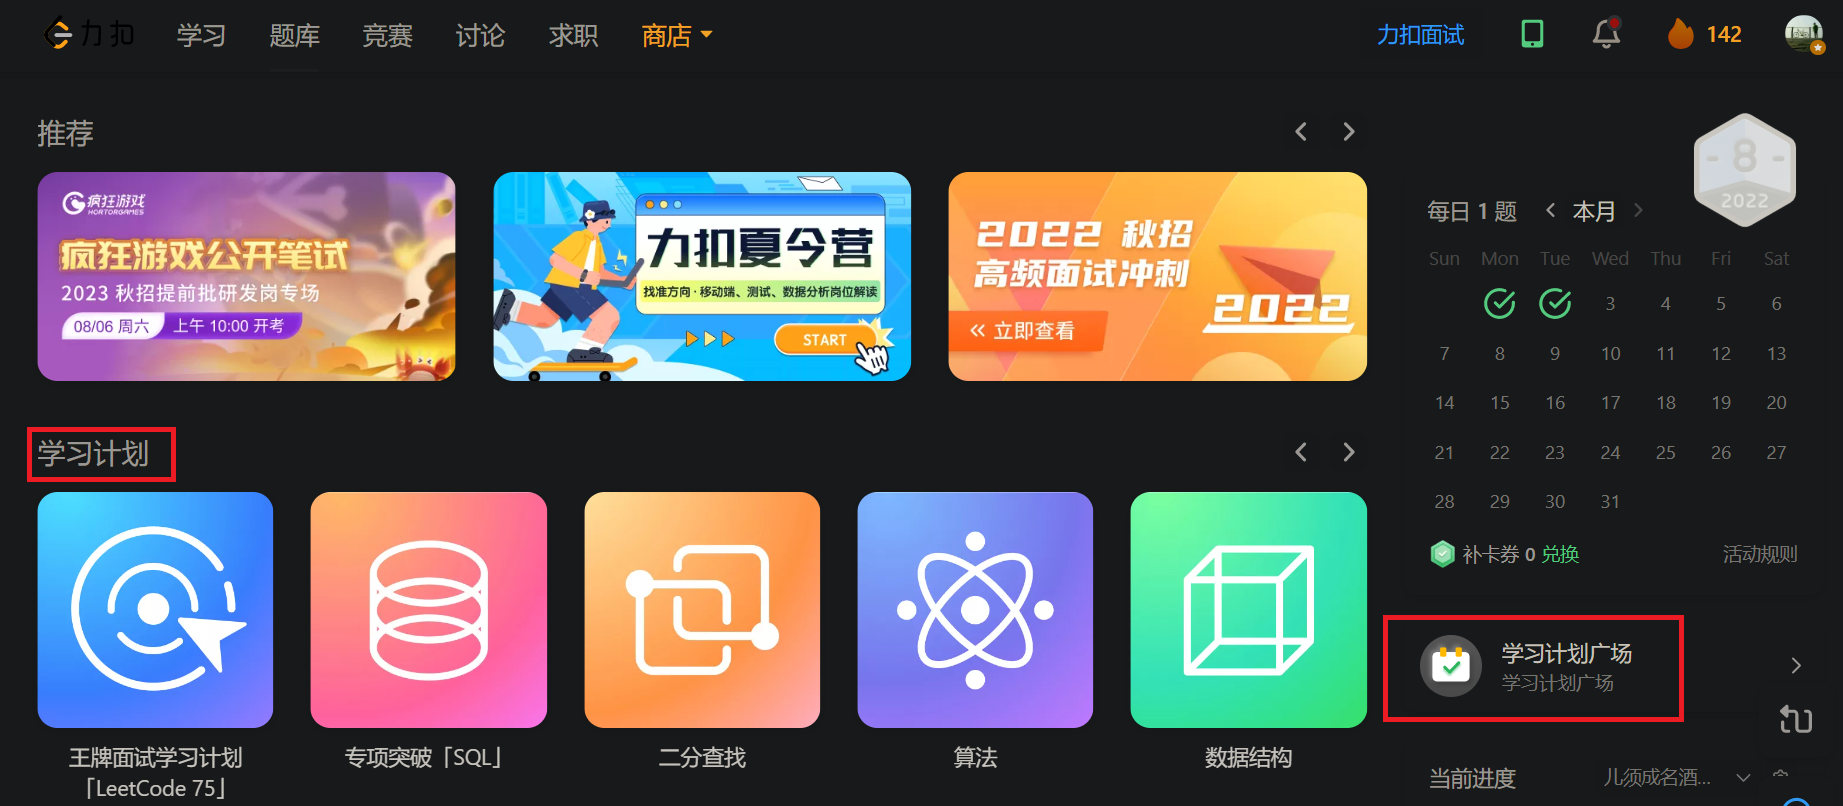 力扣 学习 题库 竞赛 讨论 求职 商店 力扣面试 142
推荐
疯狂游戏
HORTORGAMES
疯狂游戏公开笔试
2023 秋招提前批研发岗专场
08/06 周六 上午 10:00 开考
力扣夏令营
找准方向·移动端、测试、数据分析岗位解读
START
2022 秋招
高频面试冲刺
2022
立即查看
8
2022
每日 1 题 本月
Sun Mon Tue Wed Thu Fri Sat
3 4 5 6
7 8 9 10 11 12 13
14 15 16 17 18 19 20
21 22 23 24 25 26 27
28 29 30 31
补卡券 0 兑换 活动规则
学习计划
王牌面试学习计划
「LeetCode 75」
专项突破「SQL」
二分查找
算法
数据结构
学习计划广场
学习计划广场
当前进度 儿须成名酒...